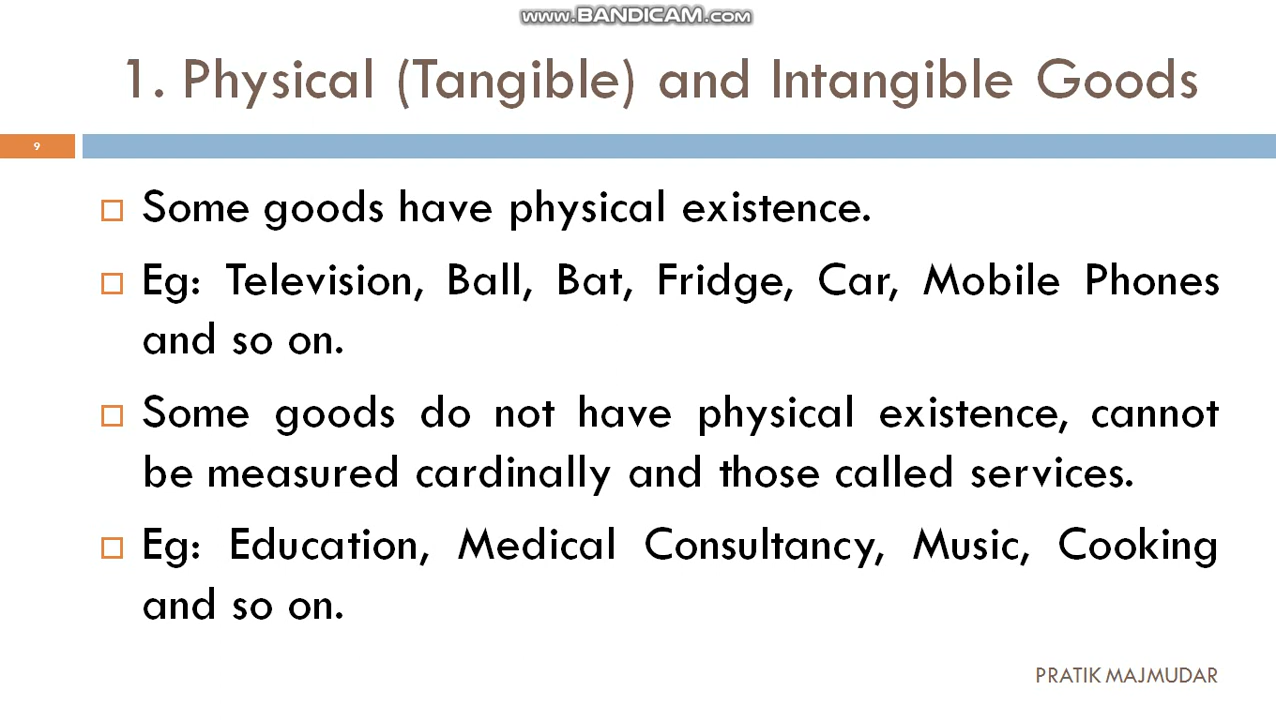 www.BANDICAM.com
1. Physical (Tangible) and Intangible Goods
9
Some goods have physical existence.
Eg: Television, Ball, Bat, Fridge, Car, Mobile Phones
and so on.
Some goods do not have physical existence, cannot
be measured cardinally and those called services.
Eg: Education, Medical Consultancy, Music, Cooking
and so on.
PRATIK MAJMUDAR